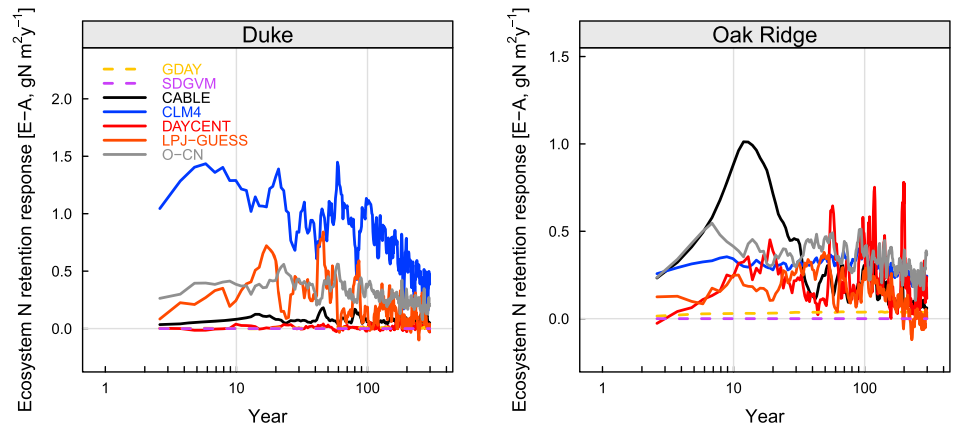 Duke
Ecosystem N retention response [E−A, gN m²y⁻¹]
2.0
1.5
1.0
0.5
0.0
GDAY
SDGVM
CABLE
CLM4
DAYCENT
LPJ−GUESS
O−CN
1 10 100
Year
Oak Ridge
Ecosystem N retention response [E−A, gN m²y⁻¹]
1.5
1.0
0.5
0.0
1 10 100
Year